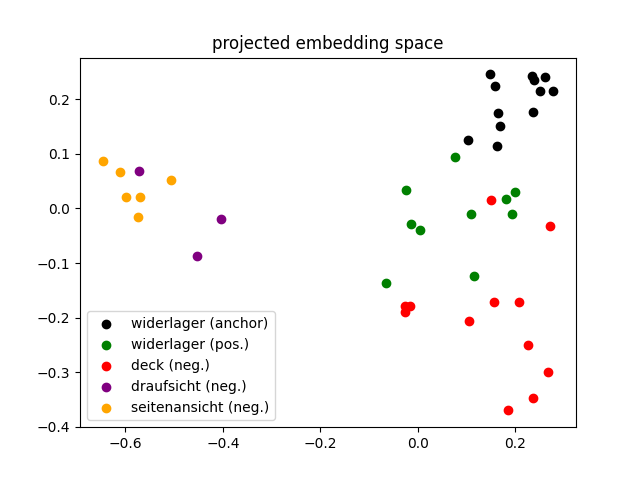 projected embedding space
0.2
0.1
0.0
−0.1
−0.2
−0.3
−0.4
widerlager (anchor)
widerlager (pos.)
deck (neg.)
draufsicht (neg.)
seitenansicht (neg.)
−0.6
−0.4
−0.2
0.0
0.2